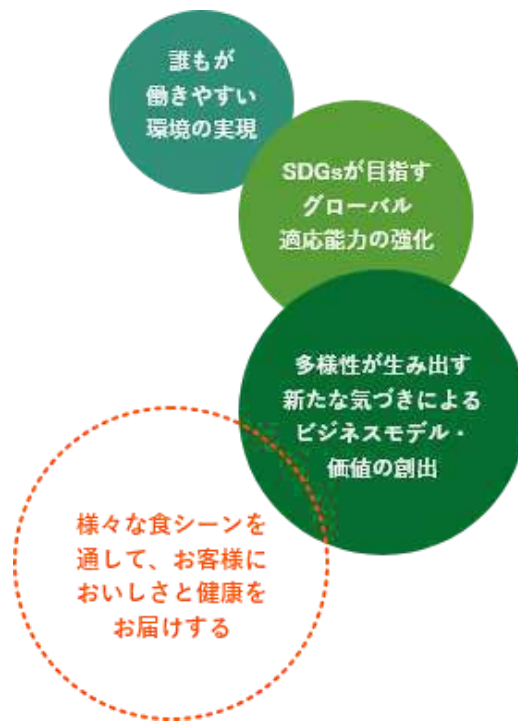 誰もが
働きやすい
環境の実現
SDGsが目指す
グローバル
適応能力の強化
多様性が生み出す
新たな気づきによる
ビジネスモデル・
価値の創出
様々な食シーンを
通して、お客様に
おいしさと健康を
お届けする